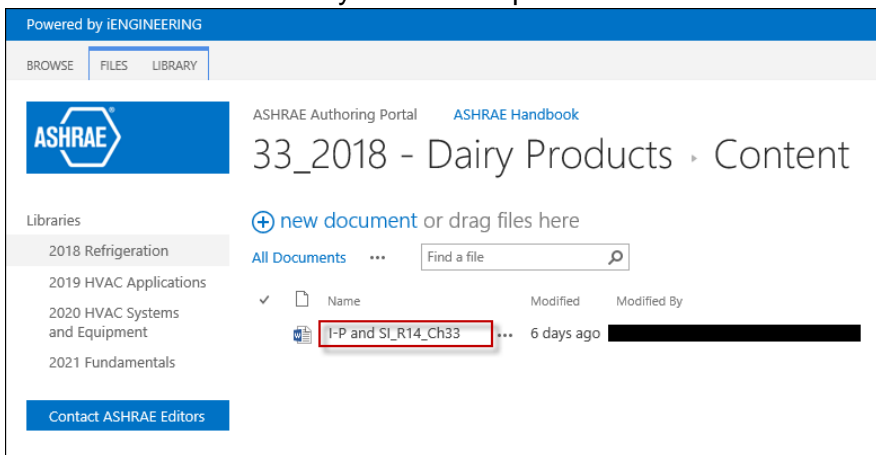 Powered by iENGINEERING
BROWSE FILES LIBRARY
ASHRAE
ASHRAE Authoring Portal ASHRAE Handbook
33_2018 - Dairy Products ▸ Content
Libraries
2018 Refrigeration
2019 HVAC Applications
2020 HVAC Systems
and Equipment
2021 Fundamentals
Contact ASHRAE Editors
new document or drag files here
All Documents ••• Find a file
Name Modified Modified By
I-P and SI_R14_Ch33 ••• 6 days ago